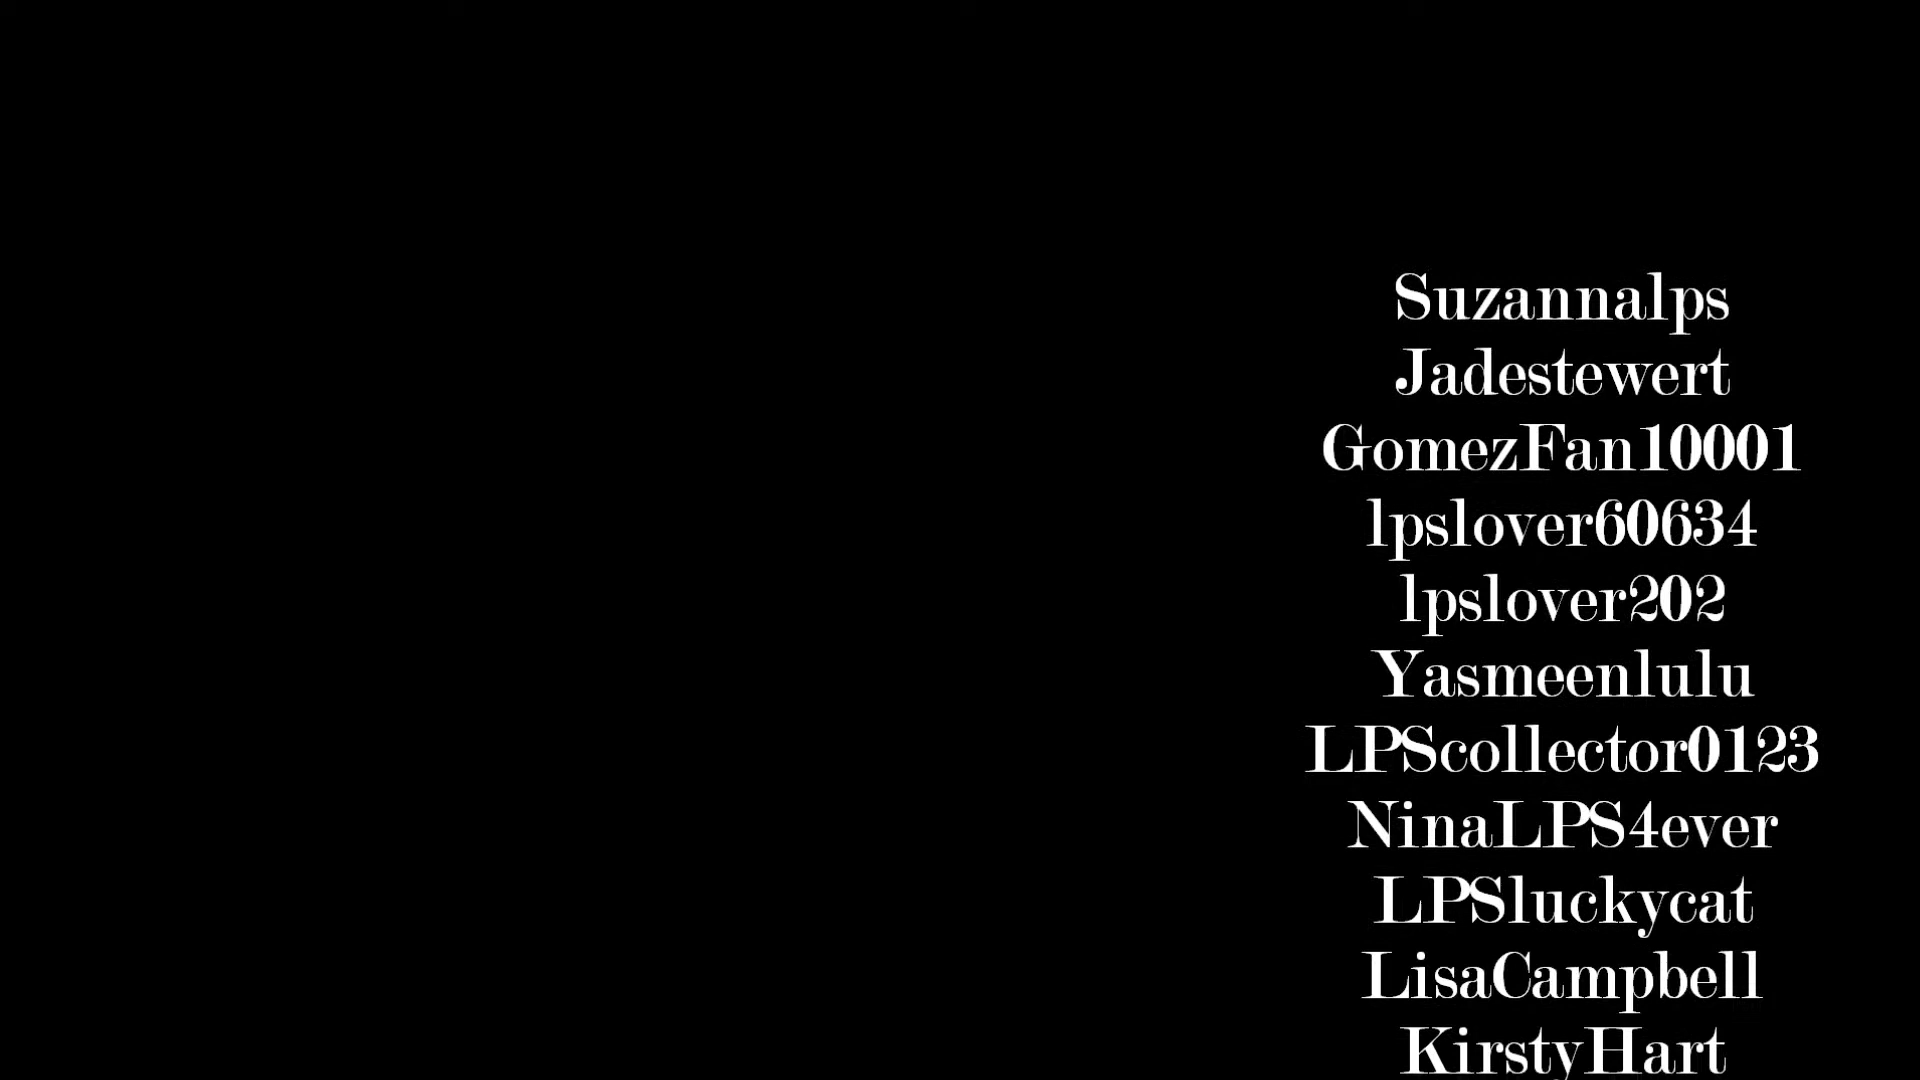 Suzannalps
Jadestewert
GomezFan10001
lpslover60634
lpslover202
Yasmeenlulu
LPScollector0123
NinaLPS4ever
LPSluckycat
LisaCampbell
KirstyHart